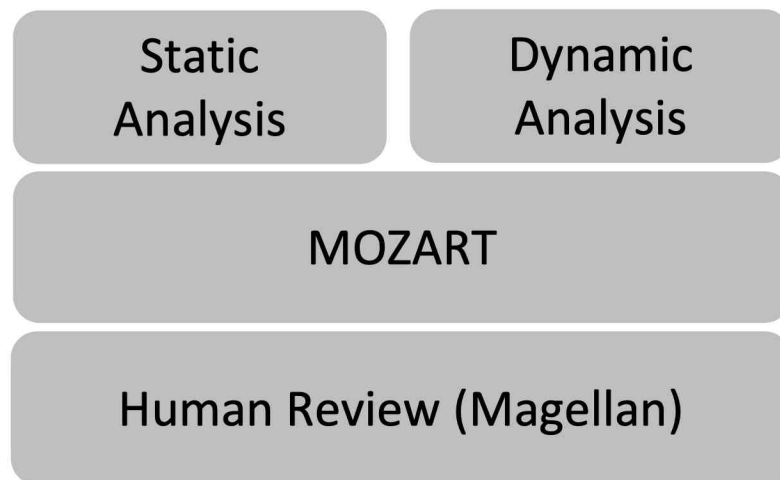 Static
Analysis
Dynamic
Analysis
MOZART
Human Review (Magellan)